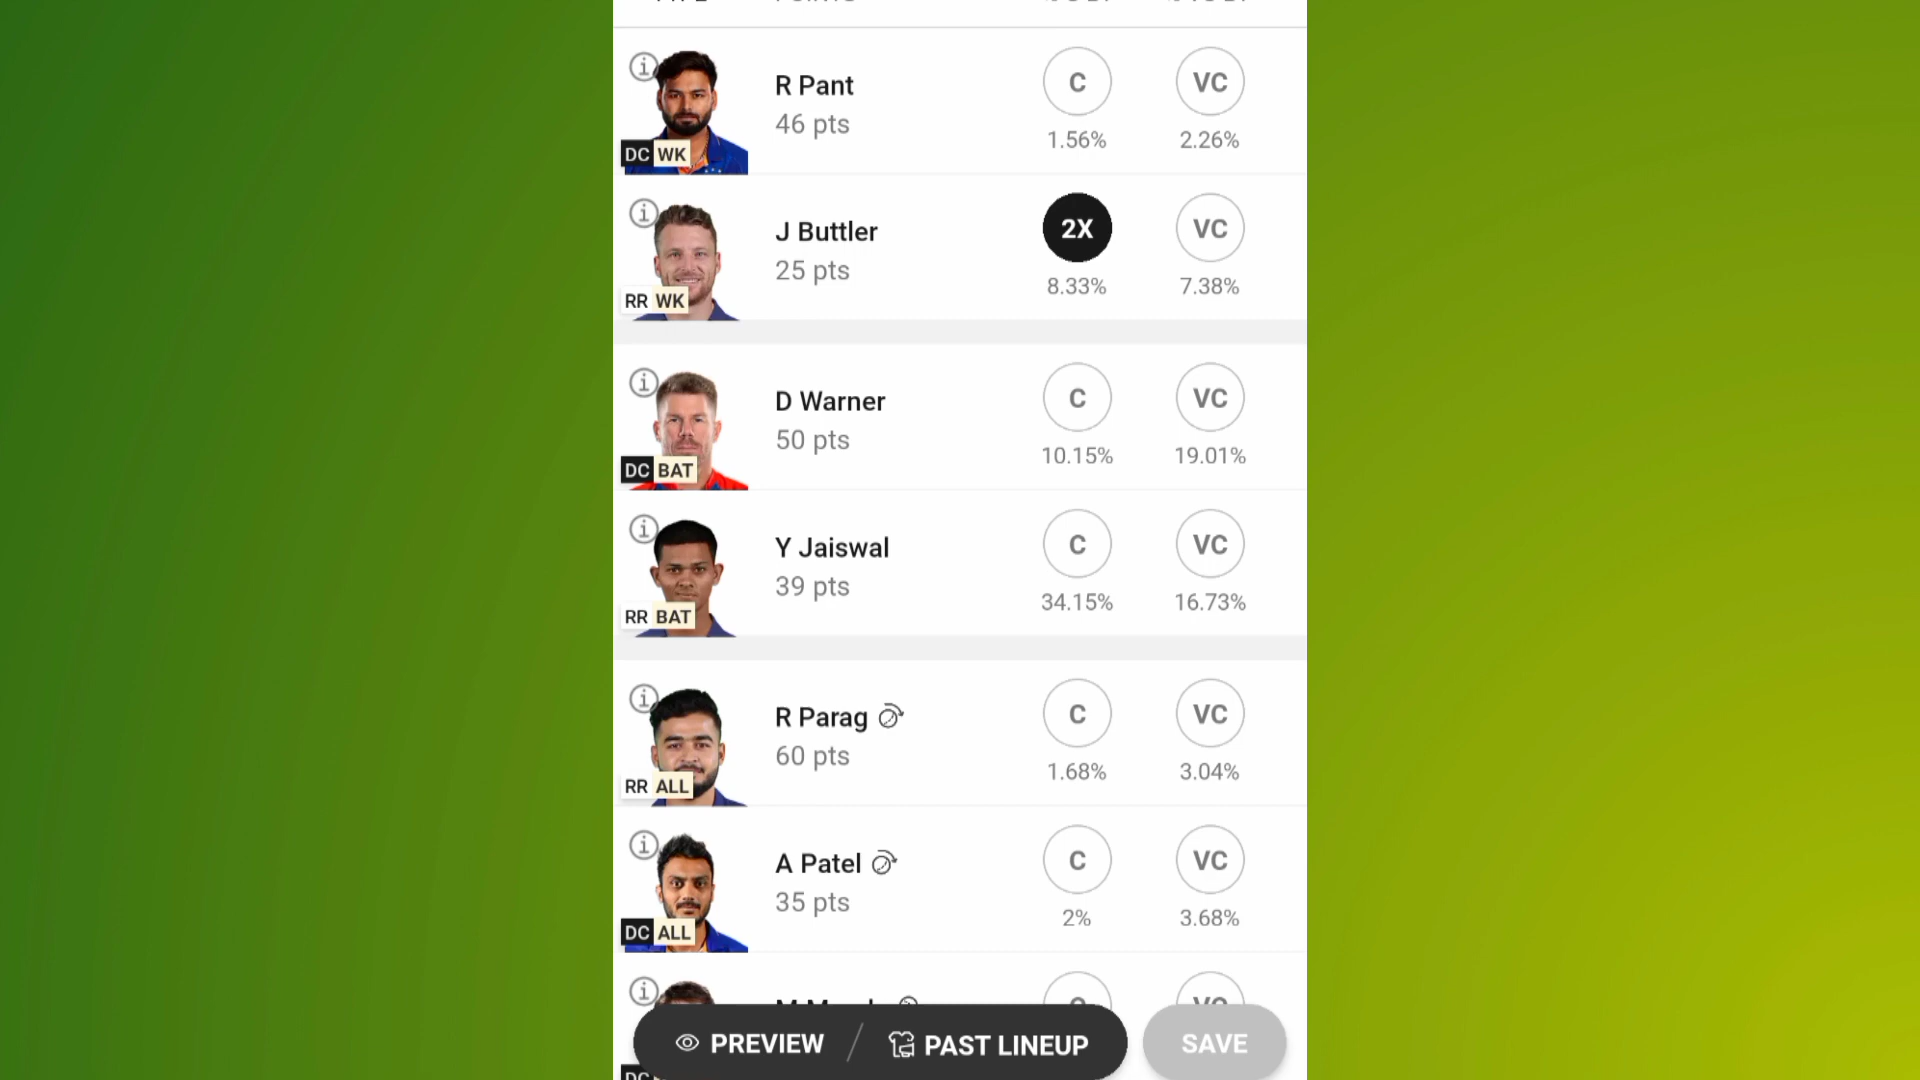 R Pant
46 pts
DC WK
C
1.56%
VC
2.26%
J Buttler
25 pts
RR WK
2X
8.33%
VC
7.38%
D Warner
50 pts
DC BAT
C
10.15%
VC
19.01%
Y Jaiswal
39 pts
RR BAT
C
34.15%
VC
16.73%
R Parag
60 pts
RR ALL
C
1.68%
VC
3.04%
A Patel
35 pts
DC ALL
C
2%
VC
3.68%
C
VC
PREVIEW / PAST LINEUP
SAVE
DC